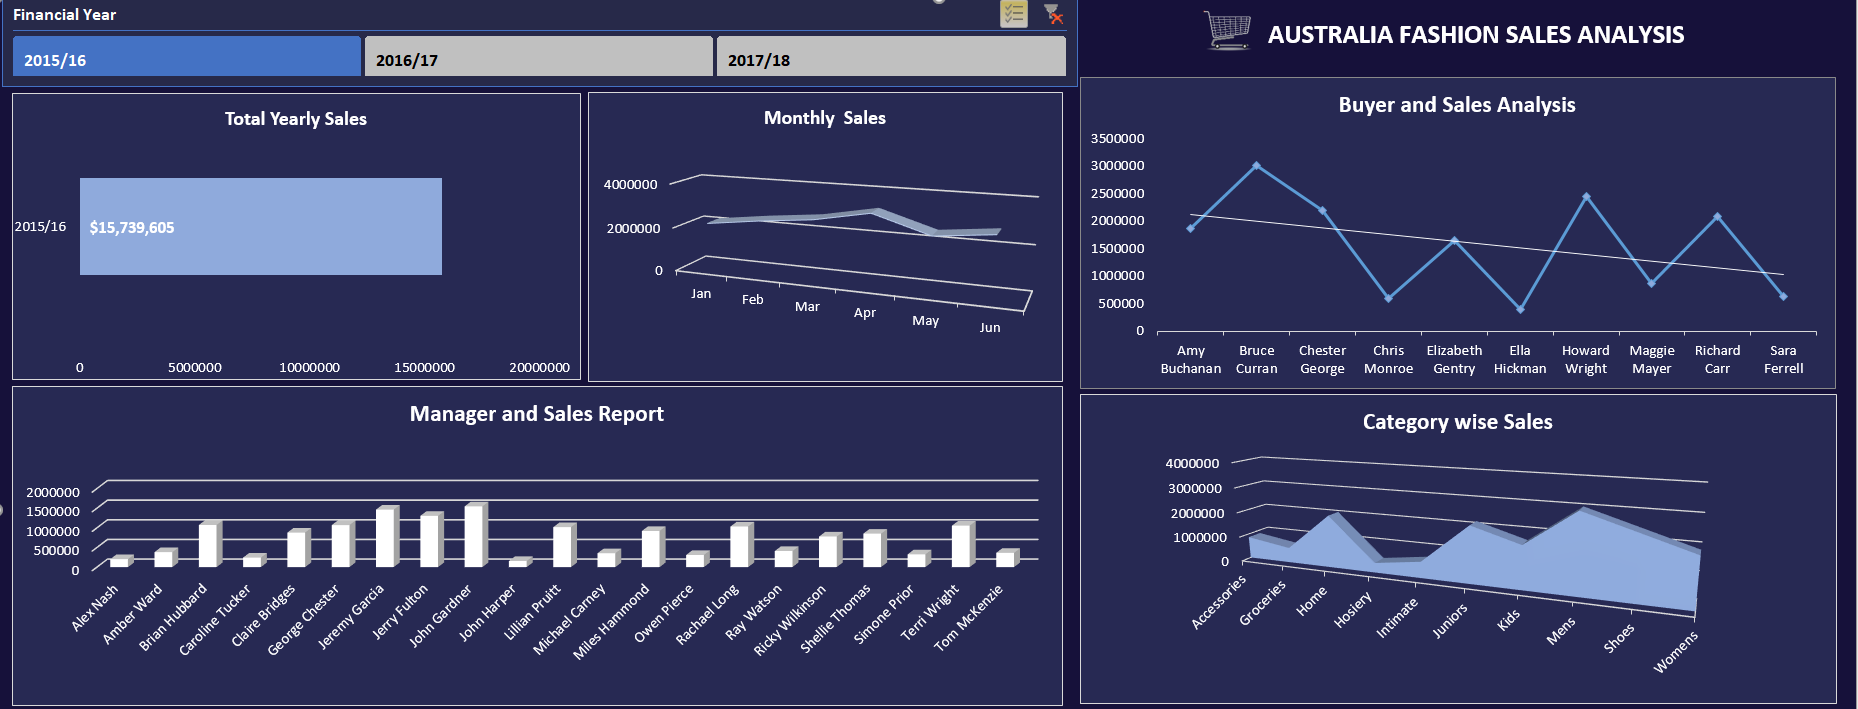 Financial Year
2015/16
2016/17
2017/18
AUSTRALIA FASHION SALES ANALYSIS
Total Yearly Sales
2015/16
$15,739,605
0
5000000
10000000
15000000
20000000
Monthly  Sales
4000000
2000000
0
Jan
Feb
Mar
Apr
May
Jun
Buyer and Sales Analysis
3500000
3000000
2500000
2000000
1500000
1000000
500000
0
Amy
Buchanan
Bruce
Curran
Chester
George
Chris
Monroe
Elizabeth
Gentry
Ella
Hickman
Howard
Wright
Maggie
Mayer
Richard
Carr
Sara
Ferrell
Manager and Sales Report
2000000
1500000
1000000
500000
0
Alex Nash
Amber Ward
Brian Hubbard
Caroline Tucker
Claire Bridges
George Chester
Jeremy Garcia
Jerry Fulton
John Gardner
John Harper
Lillian Pruitt
Michael Carney
Miles Hammond
Owen Pierce
Rachael Long
Ray Watson
Ricky Wilkinson
Shellie Thomas
Simone Prior
Terri Wright
Tom McKenzie
Category wise Sales
4000000
3000000
2000000
1000000
0
Accessories
Groceries
Home
Hosiery
Intimate
Juniors
Kids
Mens
Shoes
Womens